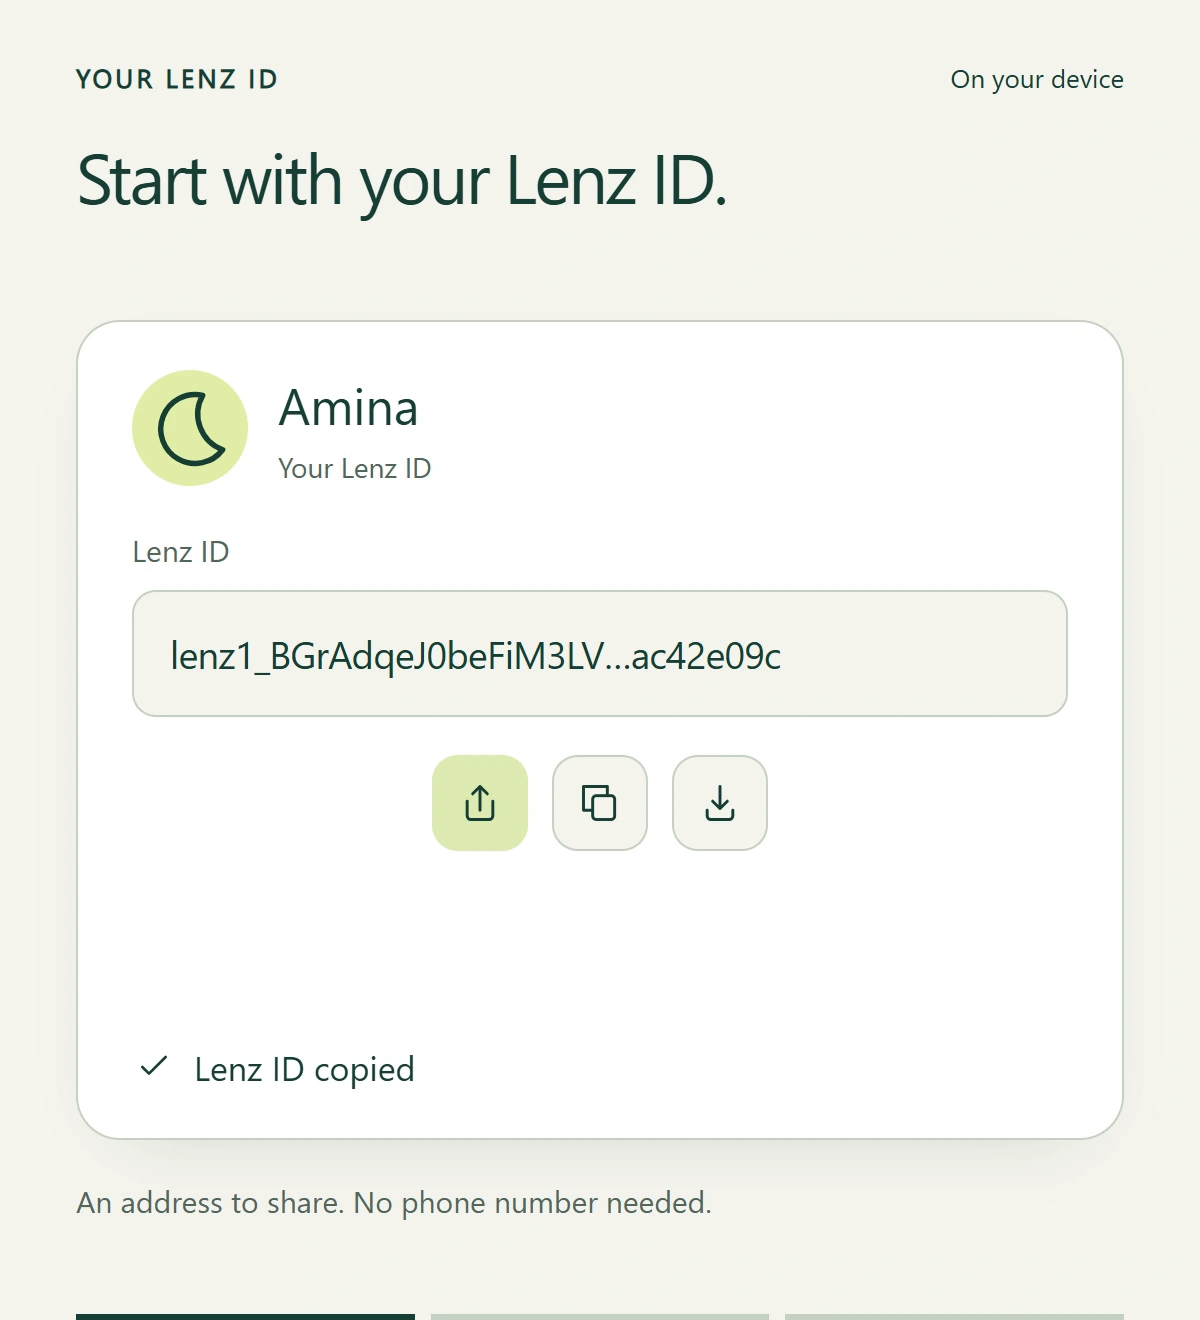 YOUR LENZ ID
On your device
Start with your Lenz ID.
Amina
Your Lenz ID
Lenz ID
lenz1_BGrAdqeJ0beFiM3LV…ac42e09c
Lenz ID copied
An address to share. No phone number needed.